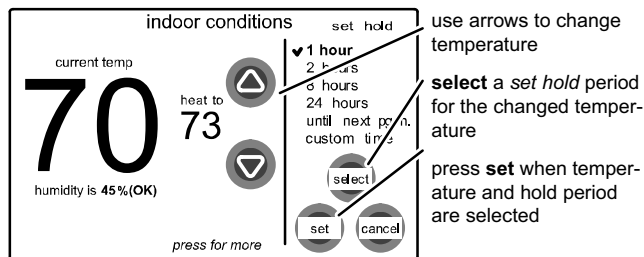 indoor conditions
current temp
70
humidity is 45%(OK)
heat to
73
press for more
set hold
1 hour
2 hours
8 hours
24 hours
until next pgm.
custom time
select
set
cancel
use arrows to change
temperature
select a set hold period
for the changed temper-
ature
press set when temper-
ature and hold period
are selected